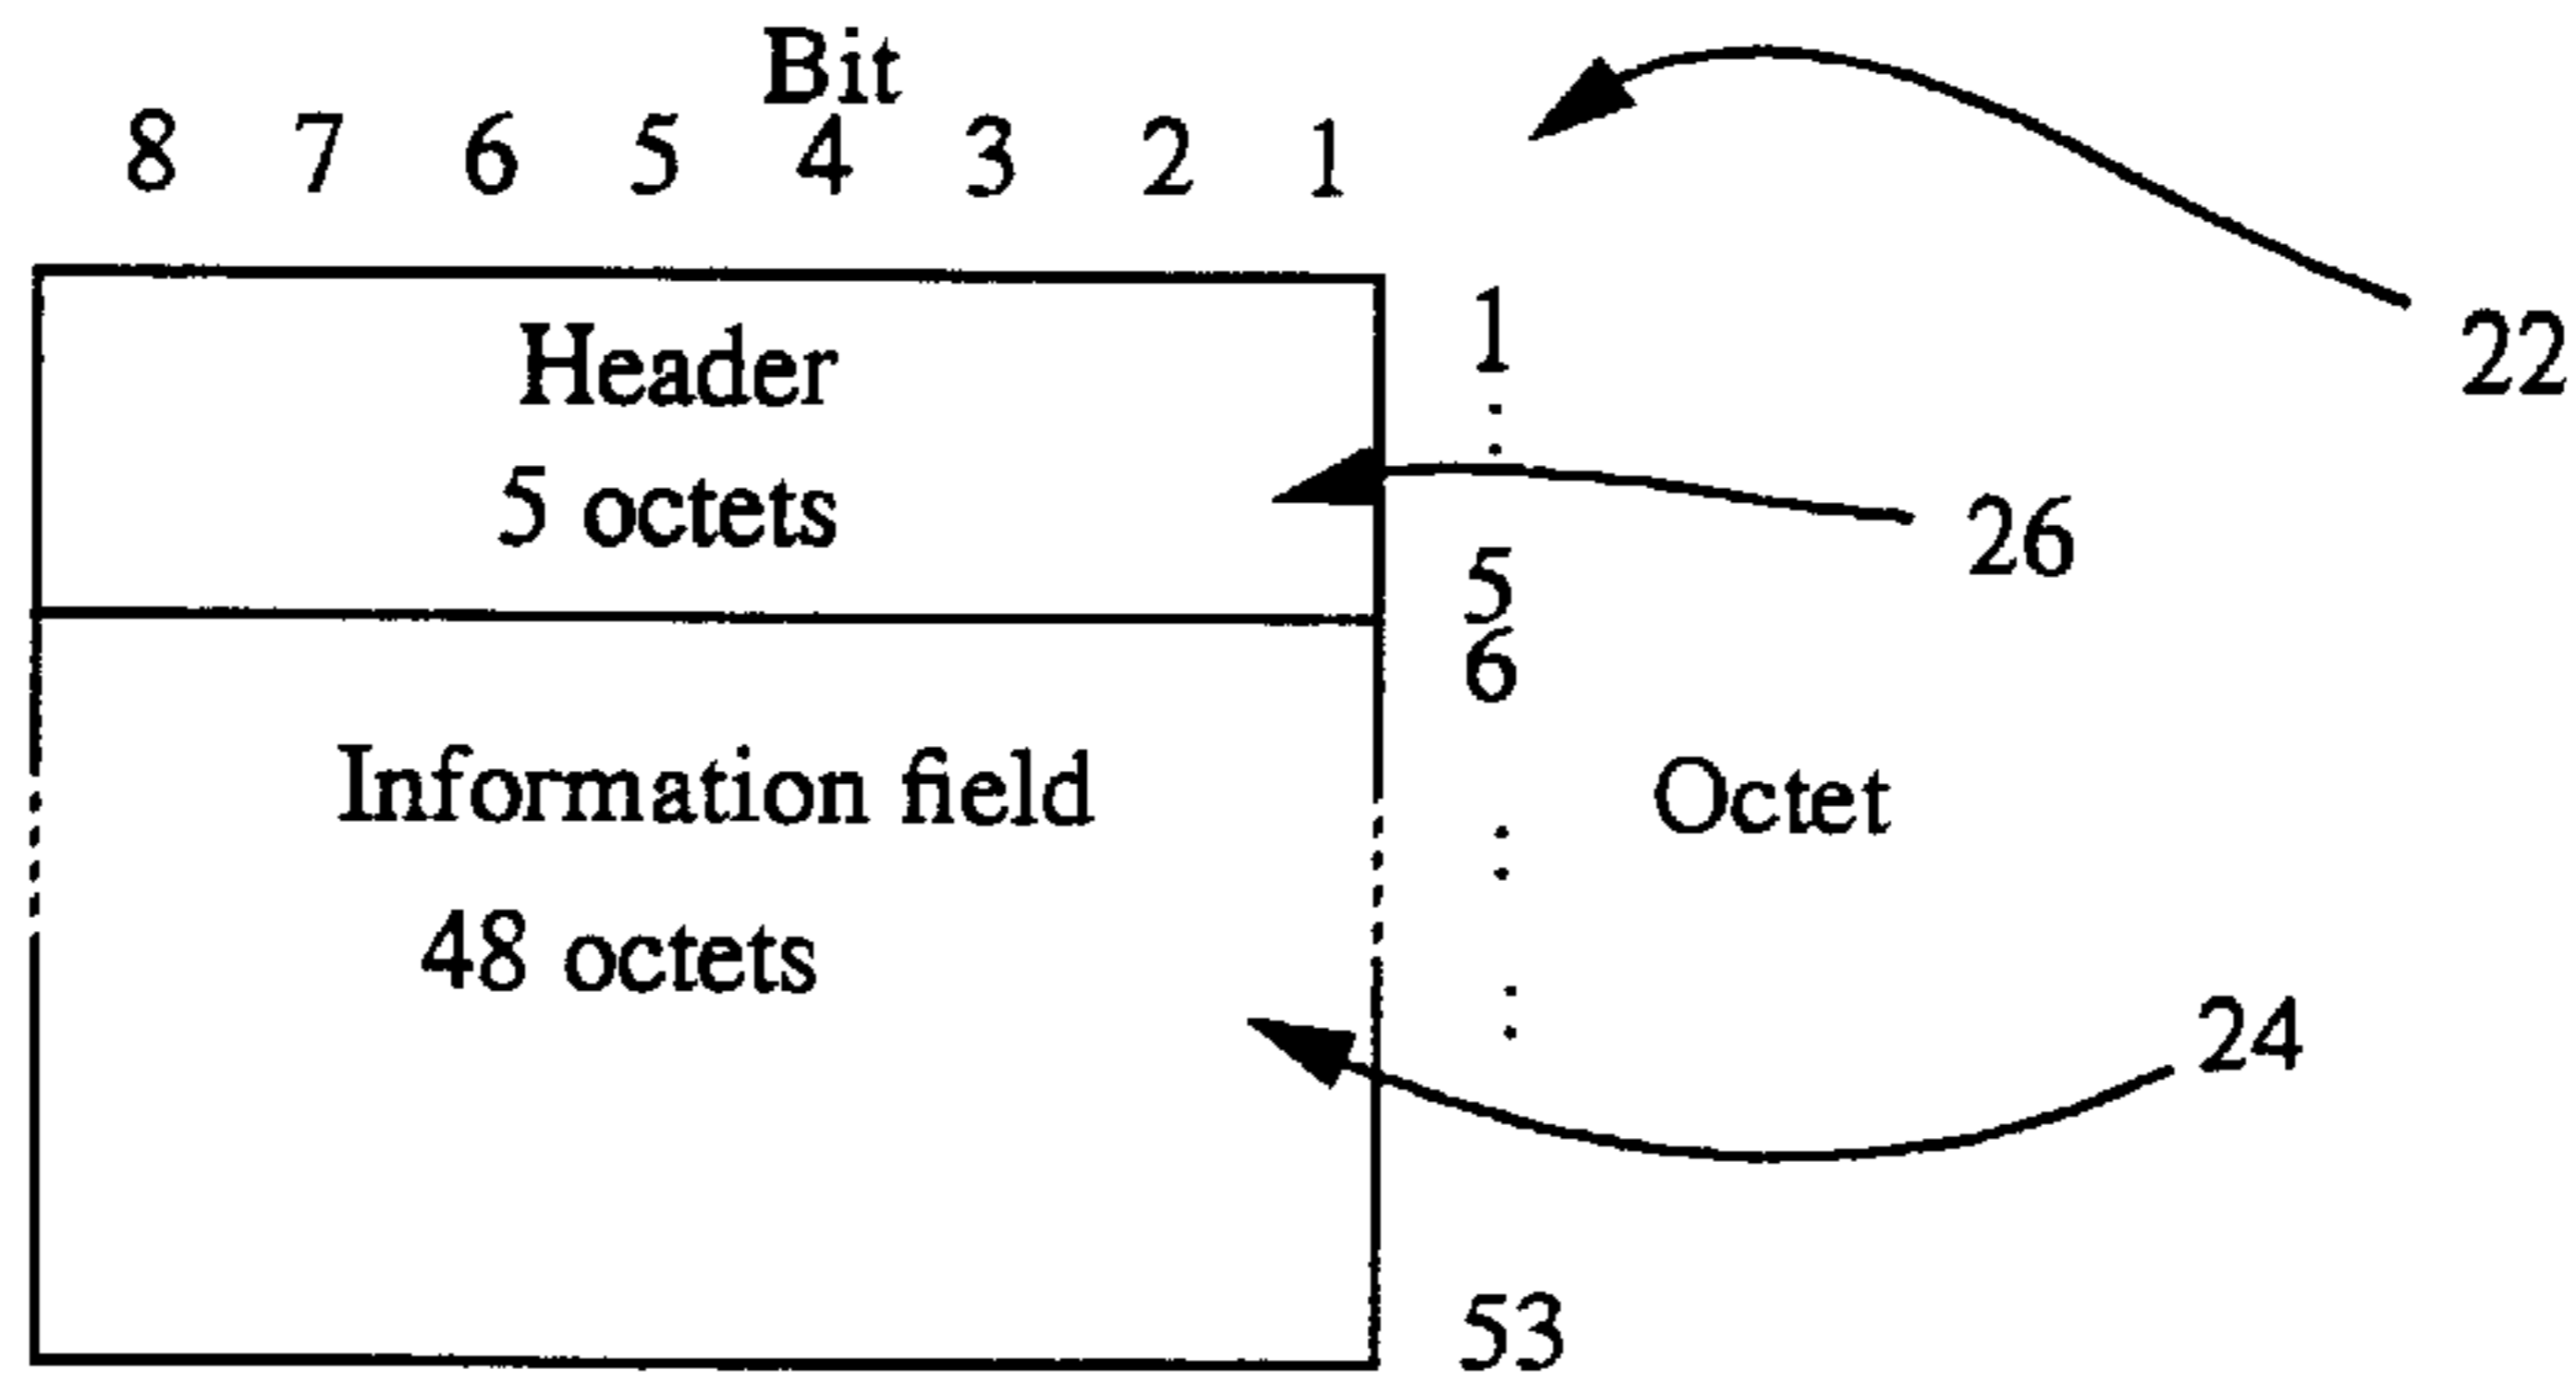 Bit
8 7 6 5 4 3 2 1
1
22
Header
5 octets
26
5
6
Information field
Octet
48 octets
24
53